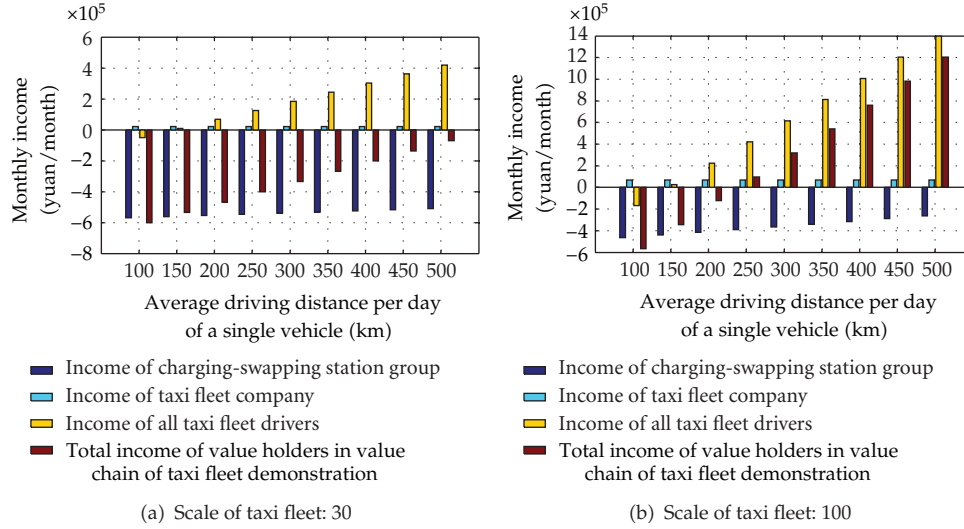 ×10⁵
6
4
2
0
−2
−4
−6
−8
Monthly income
(yuan/month)
100 150 200 250 300 350 400 450 500
Average driving distance per day
of a single vehicle (km)
Income of charging-swapping station group
Income of taxi fleet company
Income of all taxi fleet drivers
Total income of value holders in value
chain of taxi fleet demonstration
(a) Scale of taxi fleet: 30
×10⁵
14
12
10
8
6
4
2
0
−2
−4
−6
Monthly income
(yuan/month)
100 150 200 250 300 350 400 450 500
Average driving distance per day
of a single vehicle (km)
Income of charging-swapping station group
Income of taxi fleet company
Income of all taxi fleet drivers
Total income of value holders in value
chain of taxi fleet demonstration
(b) Scale of taxi fleet: 100